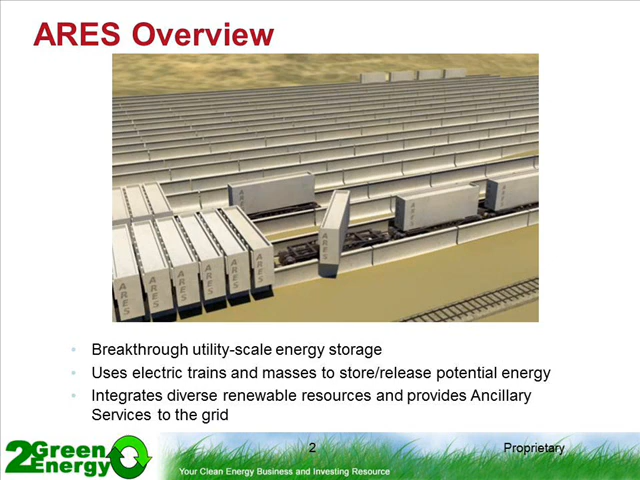 ARES Overview
ARES
ARES
ARES
ARES
ARES
ARES
ARES
Breakthrough utility-scale energy storage
Uses electric trains and masses to store/release potential energy
Integrates diverse renewable resources and provides Ancillary
Services to the grid
2Green
Energy
2
Proprietary
Your Clean Energy Business and Investing Resource